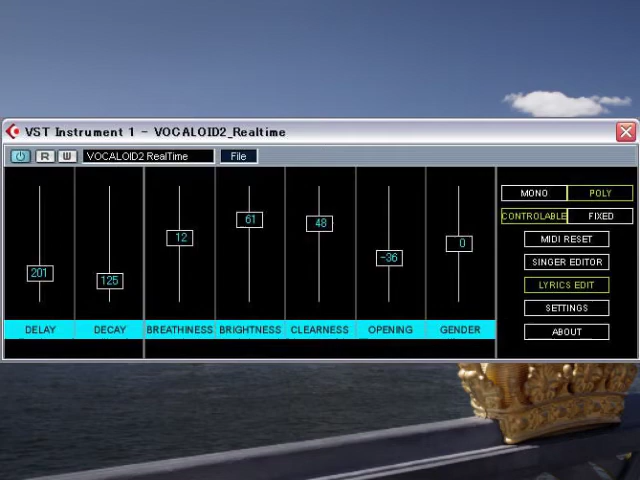 VST Instrument 1 - VOCALOID2_Realtime
R W VOCALOID2 RealTime File
201 125 12 61 48 -36 0
DELAY DECAY BREATHINESS BRIGHTNESS CLEARNESS OPENING GENDER
MONO POLY
CONTROLABLE FIXED
MIDI RESET
SINGER EDITOR
LYRICS EDIT
SETTINGS
ABOUT